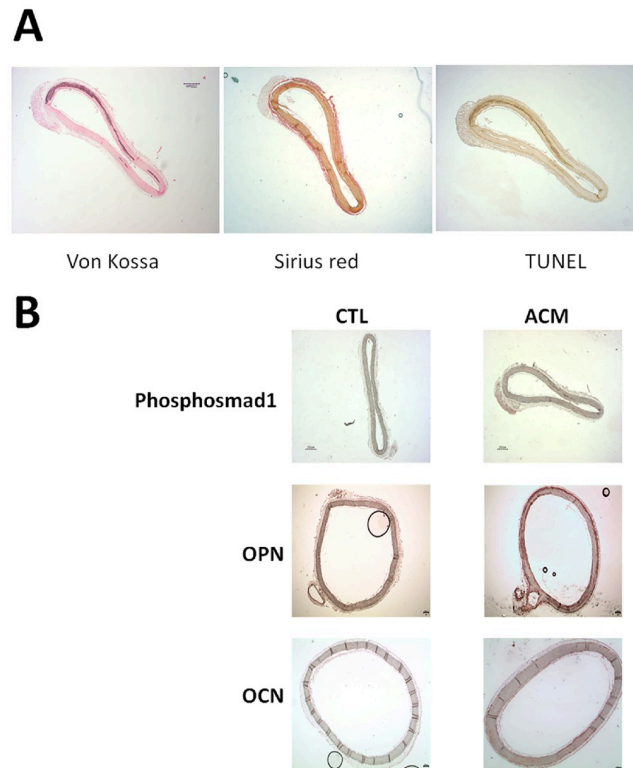 A
Von Kossa
Sirius red
TUNEL
B
CTL
ACM
Phosphosmad1
OPN
OCN